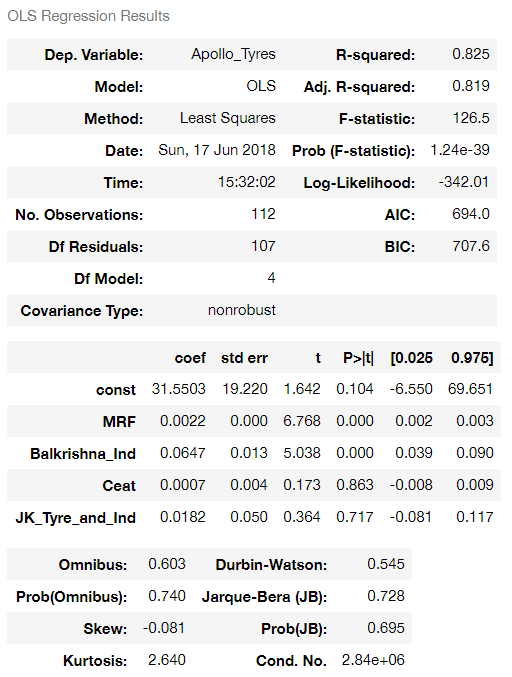 OLS Regression Results
Dep. Variable: Apollo_Tyres R-squared: 0.825
Model: OLS Adj. R-squared: 0.819
Method: Least Squares F-statistic: 126.5
Date: Sun, 17 Jun 2018 Prob (F-statistic): 1.24e-39
Time: 15:32:02 Log-Likelihood: -342.01
No. Observations: 112 AIC: 694.0
Df Residuals: 107 BIC: 707.6
Df Model: 4
Covariance Type: nonrobust
coef std err t P>|t| [0.025 0.975]
const 31.5503 19.220 1.642 0.104 -6.550 69.651
MRF 0.0022 0.000 6.768 0.000 0.002 0.003
Balkrishna_Ind 0.0647 0.013 5.038 0.000 0.039 0.090
Ceat 0.0007 0.004 0.173 0.863 -0.008 0.009
JK_Tyre_and_Ind 0.0182 0.050 0.364 0.717 -0.081 0.117
Omnibus: 0.603 Durbin-Watson: 0.545
Prob(Omnibus): 0.740 Jarque-Bera (JB): 0.728
Skew: -0.081 Prob(JB): 0.695
Kurtosis: 2.640 Cond. No. 2.84e+06